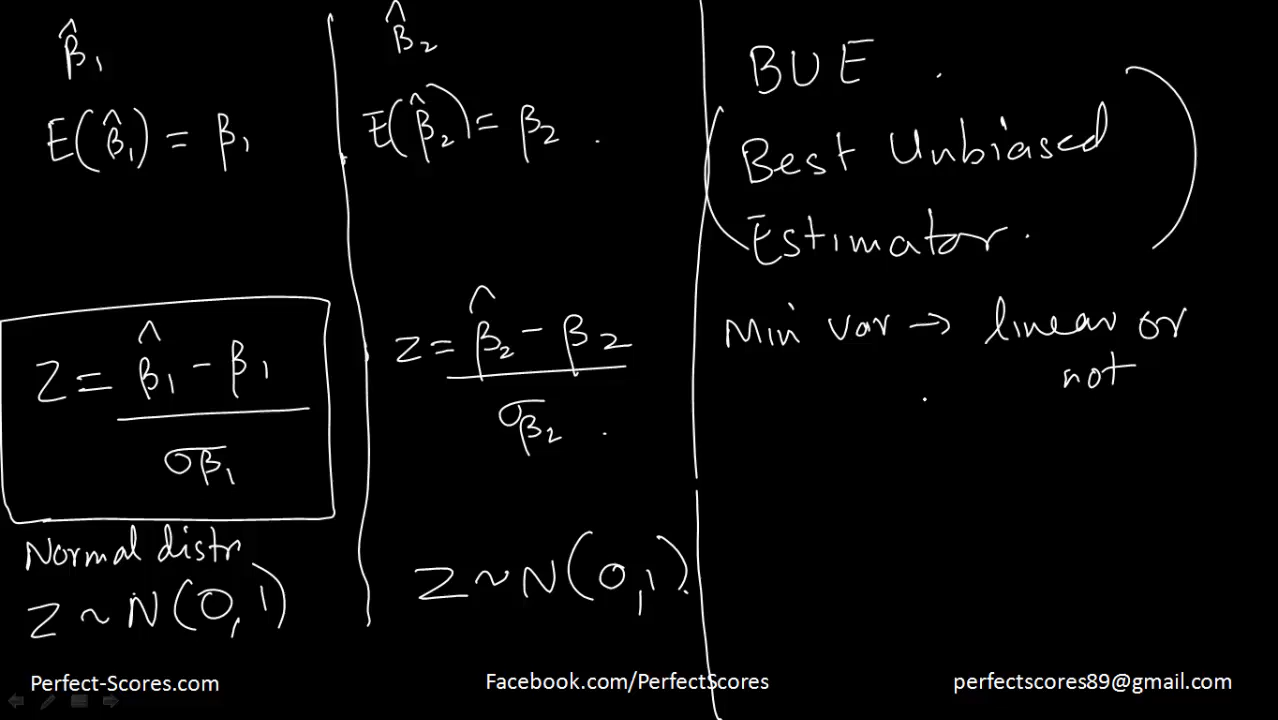 β̂₁
E(β̂₁) = β₁
Z = β̂₁ - β₁ / σβ₁
Normal distr
Z ~ N(0,1)
β̂₂
E(β̂₂) = β₂ .
Z = β̂₂ - β₂ / σβ₂ .
Z ~ N(0,1).
BUE .
(Best Unbiased
Estimator.)
Min var → linear or
not
Perfect-Scores.com
Facebook.com/PerfectScores
perfectscores89@gmail.com